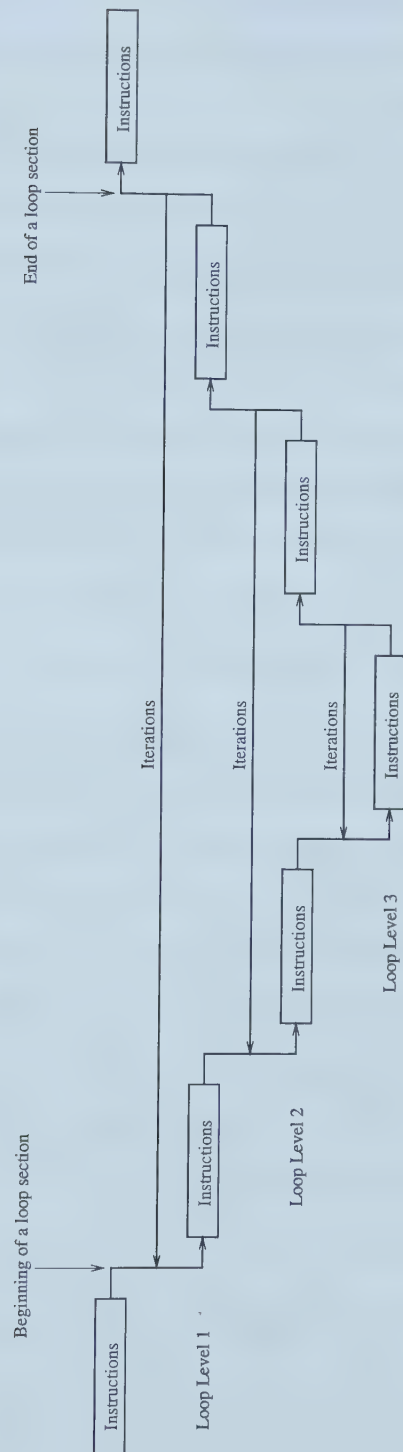 Beginning of a loop section
End of a loop section
Instructions
Instructions
Iterations
Loop Level 1
Instructions
Instructions
Iterations
Loop Level 2
Instructions
Instructions
Iterations
Loop Level 3
Instructions